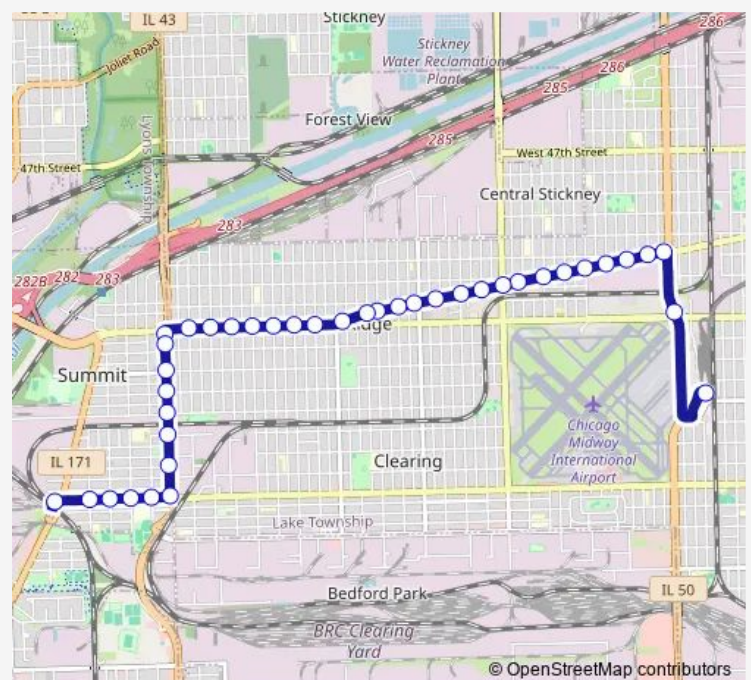 IL 43
Stickney
286
Joliet Road
Stickney
Water Reclamation
Plant
286
285
Forest View
285
Lyons Township
West 47th Street
47th Street
Central Stickney
283
282B
282
283
Summit
Chicago
Midway
International
Airport
IL 171
Clearing
Lake Township
Bedford Park
IL 50
BRC Clearing
Yard
© OpenStreetMap contributors